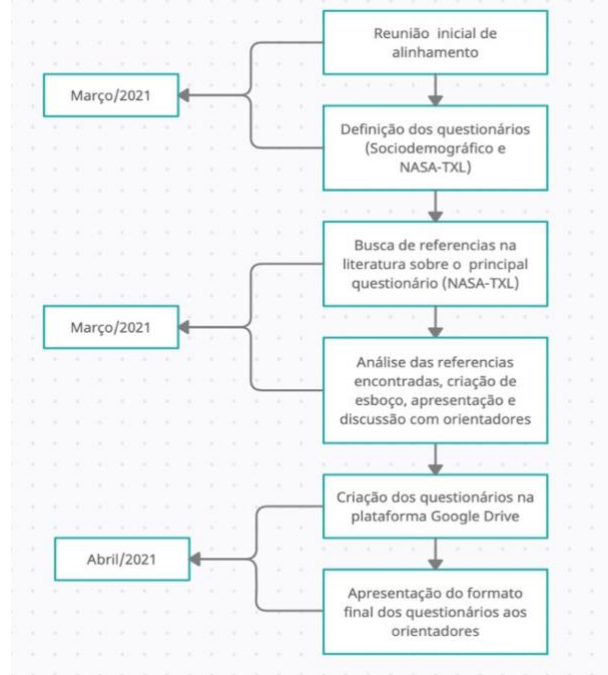 Reunião inicial de
alinhamento
Março/2021
Definição dos questionários
(Sociodemográfico e
NASA-TXL)
Busca de referencias na
literatura sobre o principal
questionário (NASA-TXL)
Março/2021
Análise das referencias
encontradas, criação de
esboço, apresentação e
discussão com orientadores
Criação dos questionários na
plataforma Google Drive
Abril/2021
Apresentação do formato
final dos questionários aos
orientadores